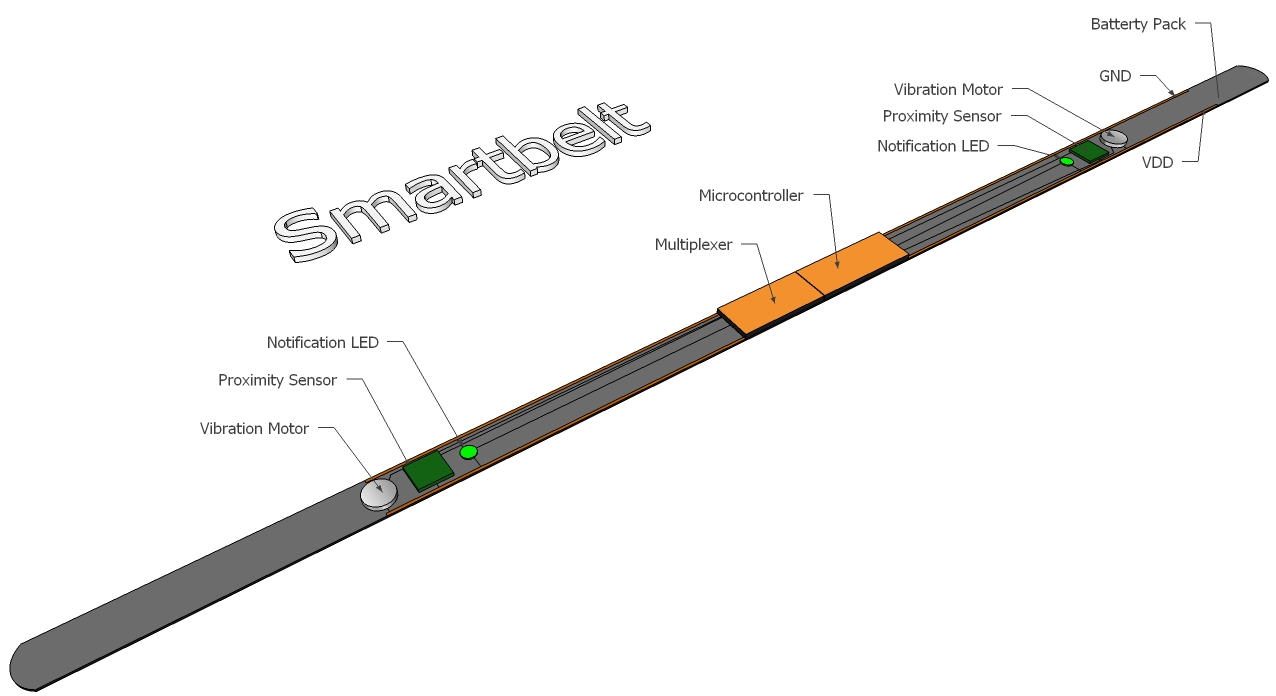 Batterty Pack
GND
Vibration Motor
Proximity Sensor
Notification LED
VDD
Smartbelt
Microcontroller
Multiplexer
Notification LED
Proximity Sensor
Vibration Motor